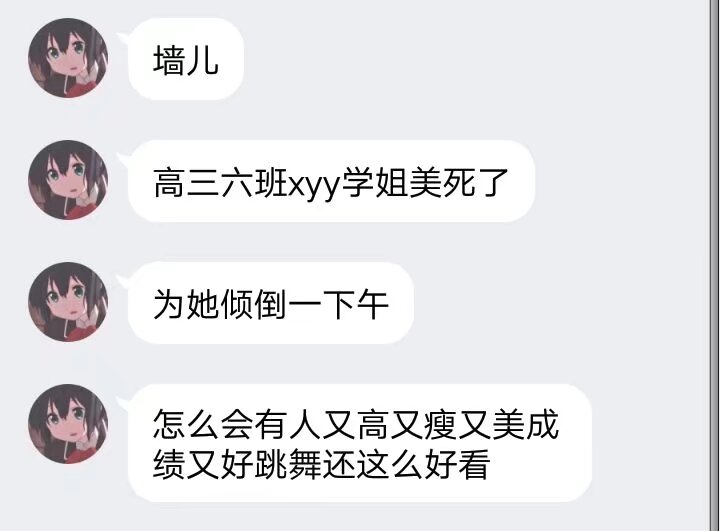 墙儿
高三六班xyy学姐美死了
为她倾倒一下午
怎么会有人又高又瘦又美成
绩又好跳舞还这么好看